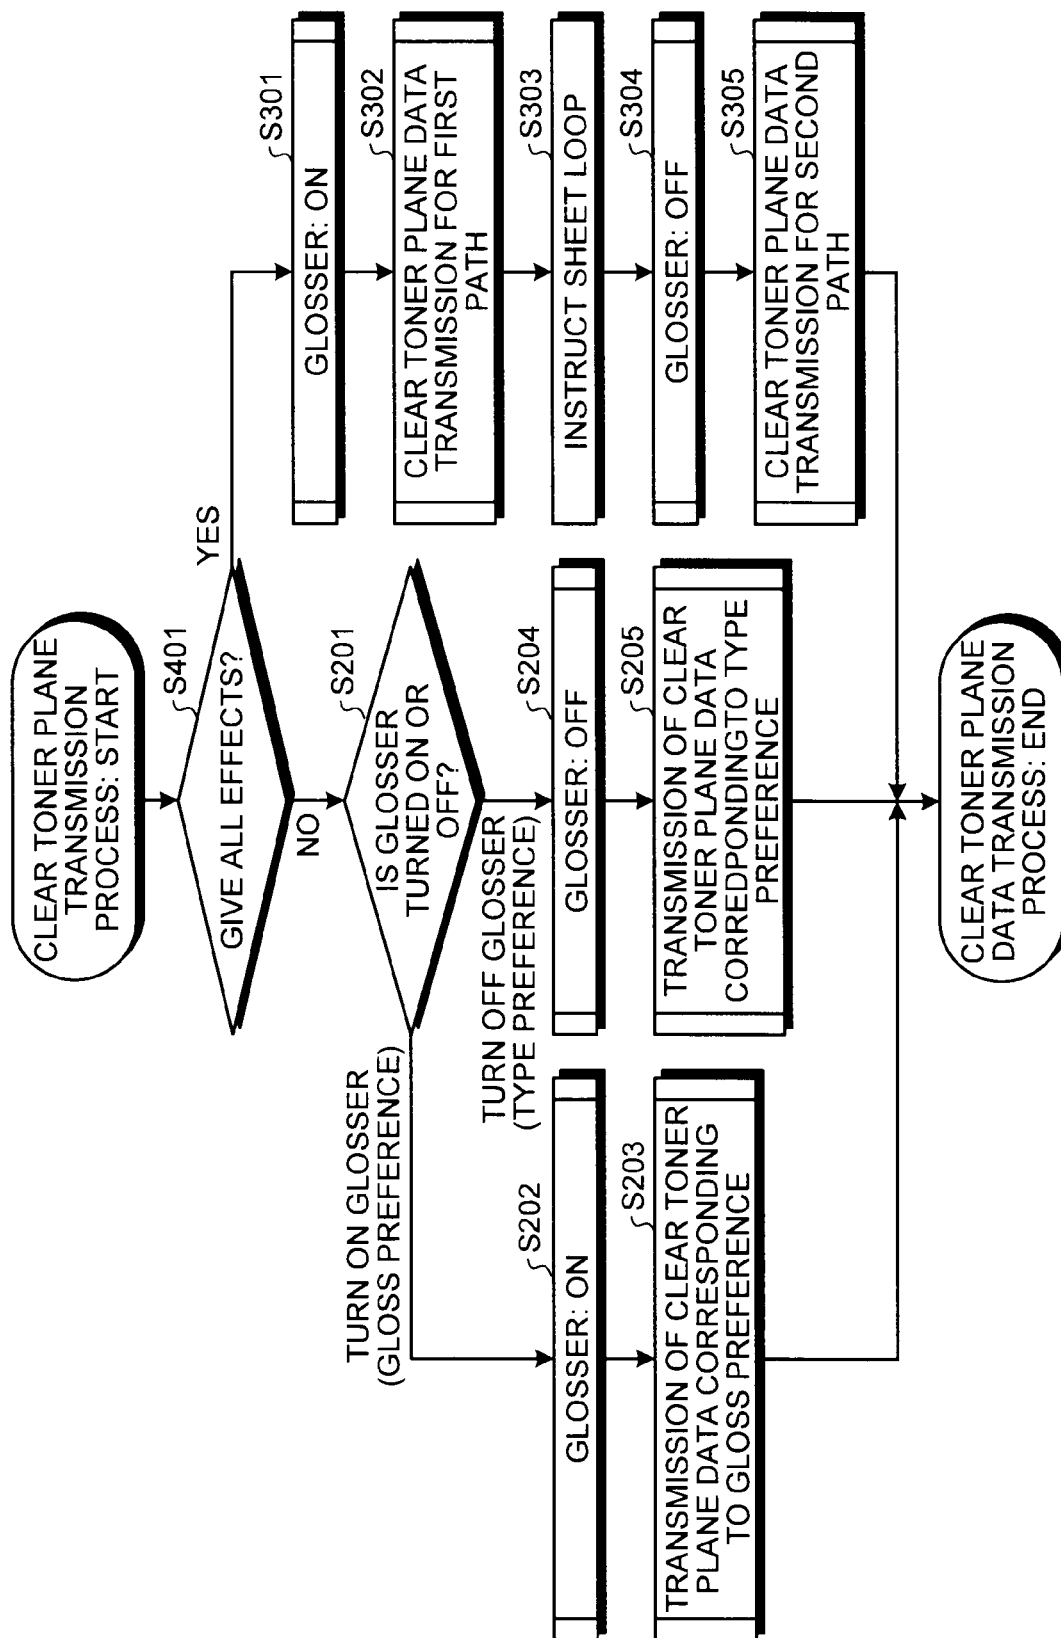 CLEAR TONER PLANE
TRANSMISSION
PROCESS: START
S401
GIVE ALL EFFECTS?
YES
NO
S201
IS GLOSSER
TURNED ON OR
OFF?
TURN ON GLOSSER
(GLOSS PREFERENCE)
TURN OFF GLOSSER
(TYPE PREFERENCE)
S202
GLOSSER: ON
S203
TRANSMISSION OF CLEAR TONER
PLANE DATA CORRESPONDING
TO GLOSS PREFERENCE
S204
GLOSSER: OFF
S205
TRANSMISSION OF CLEAR
TONER PLANE DATA
CORREDPONDINGTO TYPE
PREFERENCE
S301
GLOSSER: ON
S302
CLEAR TONER PLANE DATA
TRANSMISSION FOR FIRST
PATH
S303
INSTRUCT SHEET LOOP
S304
GLOSSER: OFF
S305
CLEAR TONER PLANE DATA
TRANSMISSION FOR SECOND
PATH
CLEAR TONER PLANE
DATA TRANSMISSION
PROCESS: END